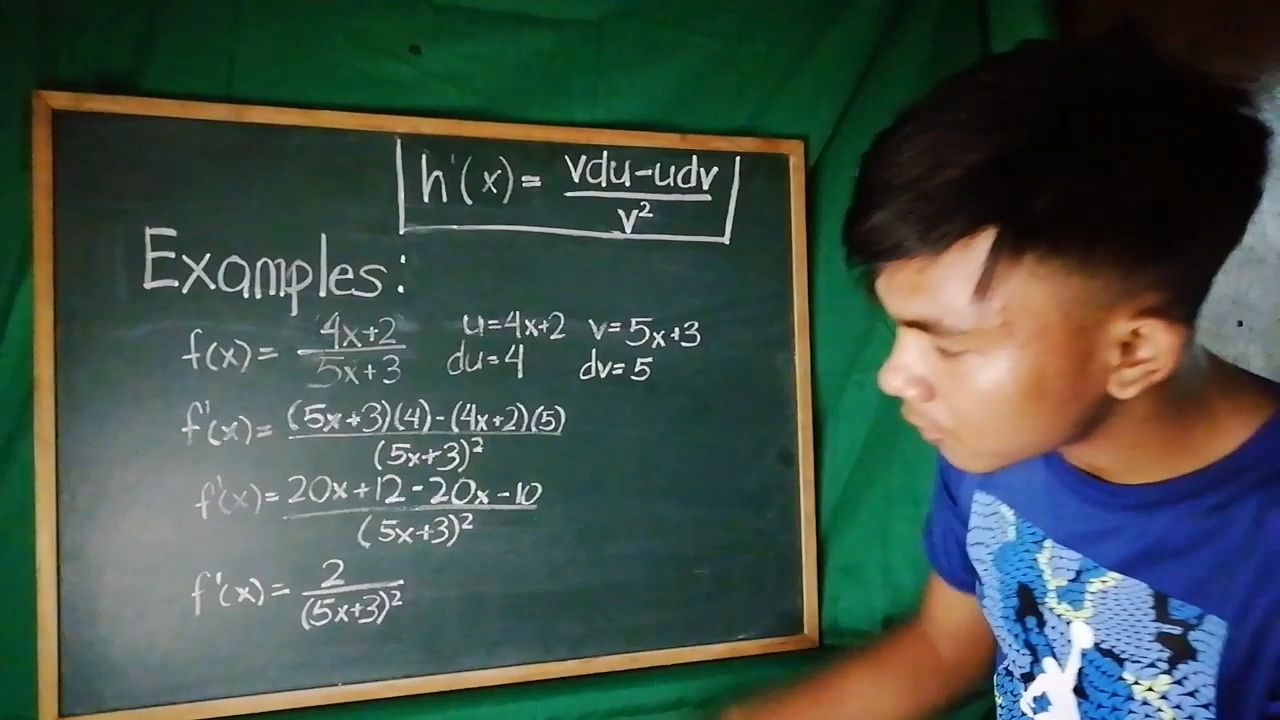 h'(x) = vdu-udv / v²
Examples:
f(x) = 4x+2 / 5x+3 u=4x+2 v=5x+3
du=4 dv=5
f'(x) = (5x+3)(4)-(4x+2)(5) / (5x+3)²
f'(x) = 20x+12-20x-10 / (5x+3)²
f'(x) = 2 / (5x+3)²